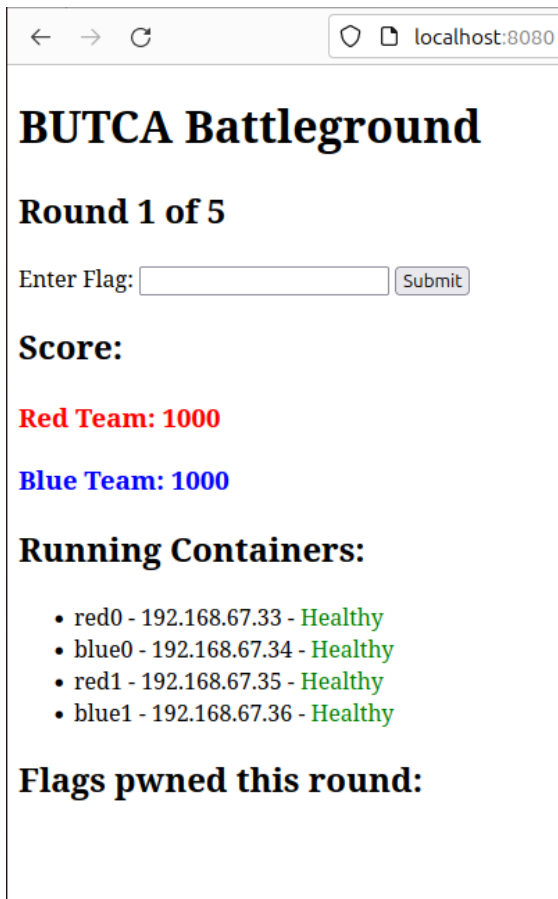 localhost:8080
BUTCA Battleground
Round 1 of 5
Enter Flag: Submit
Score:
Red Team: 1000
Blue Team: 1000
Running Containers:
• red0 - 192.168.67.33 - Healthy
• blue0 - 192.168.67.34 - Healthy
• red1 - 192.168.67.35 - Healthy
• blue1 - 192.168.67.36 - Healthy
Flags pwned this round: